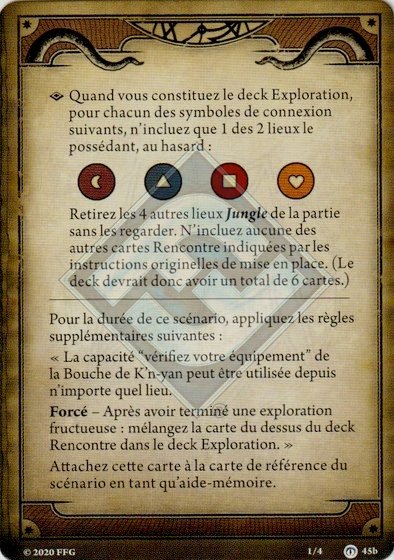 Quand vous constituez le deck Exploration,
pour chacun des symboles de connexion
suivants, n'incluez que 1 des 2 lieux le
possédant, au hasard :
Retirez les 4 autres lieux Jungle de la partie
sans les regarder. N'incluez aucune des
autres cartes Rencontre indiquées par les
instructions originelles de mise en place. (Le
deck devrait donc avoir un total de 6 cartes.)
Pour la durée de ce scénario, appliquez les règles
supplémentaires suivantes :
« La capacité “vérifiez votre équipement” de
la Bouche de K'n-yan peut être utilisée depuis
n'importe quel lieu.
Forcé – Après avoir terminé une exploration
fructueuse : mélangez la carte du dessus du deck
Rencontre dans le deck Exploration. »
Attachez cette carte à la carte de référence du
scénario en tant qu'aide-mémoire.
© 2020 FFG 1/4 45b